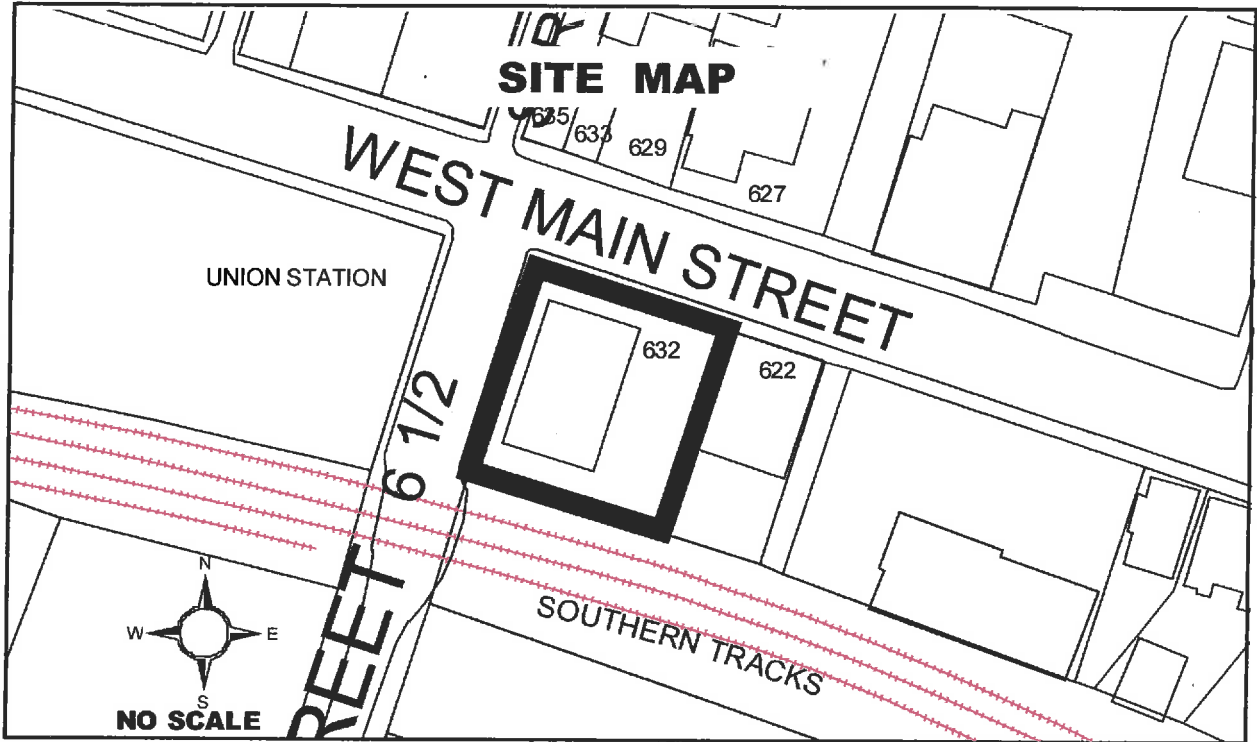 SITE MAP
635
633
629
627
WEST MAIN STREET
UNION STATION
632
622
6 1/2
REET
SOUTHERN TRACKS
N
W E
S
NO SCALE